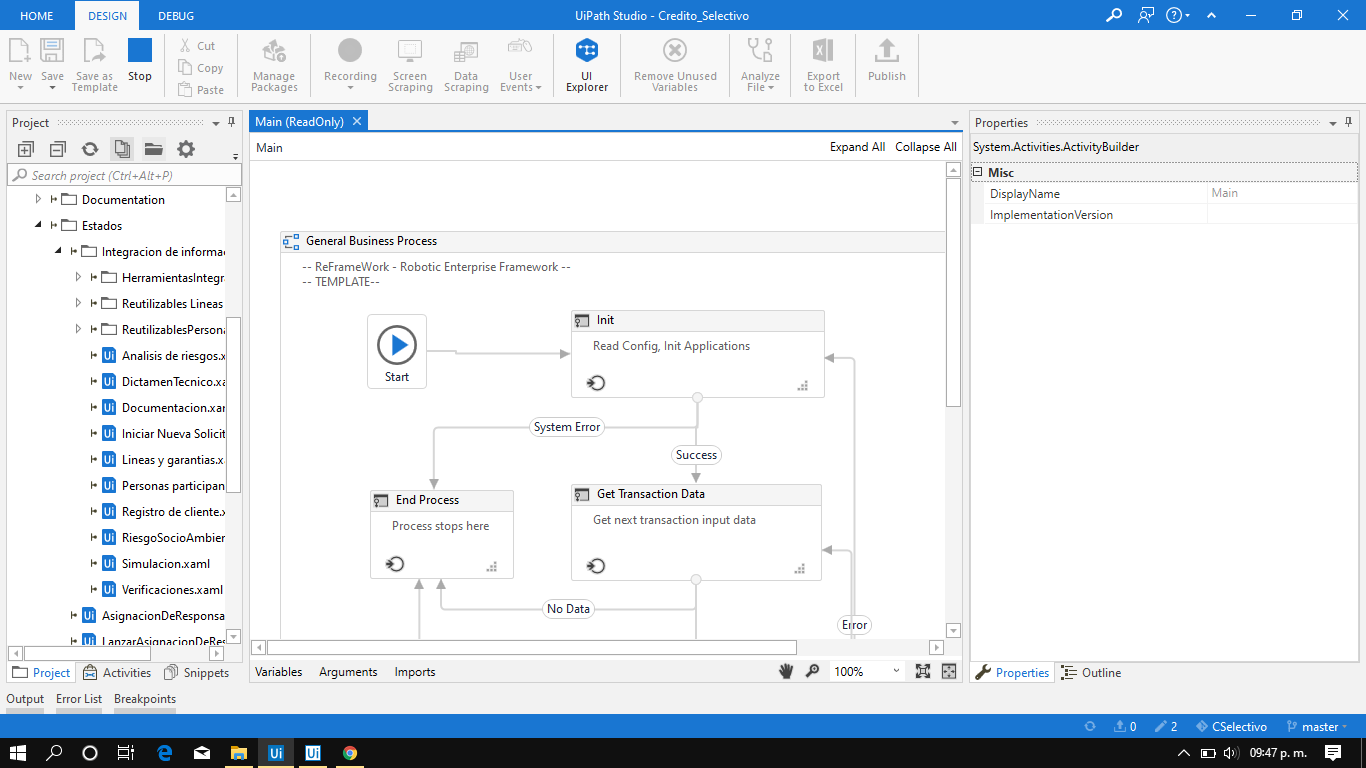 HOME DESIGN DEBUG UiPath Studio - Credito_Selectivo
New Save Save as Template Stop
Cut
Copy
Paste
Manage Packages
Recording
Screen Scraping
Data Scraping
User Events
UI Explorer
Remove Unused Variables
Analyze File
Export to Excel
Publish
Project
Search project (Ctrl+Alt+P)
Documentation
Estados
Integracion de informac
HerramientasIntegra
Reutilizables Lineas
ReutilizablesPersona
Analisis de riesgos.x
DictamenTecnico.xa
Documentacion.xar
Iniciar Nueva Solicit
Lineas y garantias.xa
Personas participan
Registro de cliente.x
RiesgoSocioAmbier
Simulacion.xaml
Verificaciones.xaml
AsignacionDeResponsa
LanzarAsignacionDeRes
Project Activities Snippets
Main (ReadOnly)
Main Expand All Collapse All
General Business Process
-- ReFrameWork - Robotic Enterprise Framework --
-- TEMPLATE--
Start
Init
Read Config, Init Applications
System Error
Success
End Process
Process stops here
Get Transaction Data
Get next transaction input data
No Data
Error
Variables Arguments Imports 100%
Properties
System.Activities.ActivityBuilder
Misc
DisplayName Main
ImplementationVersion
Properties Outline
Output Error List Breakpoints
0 2 CSelectivo master
09:47 p. m.